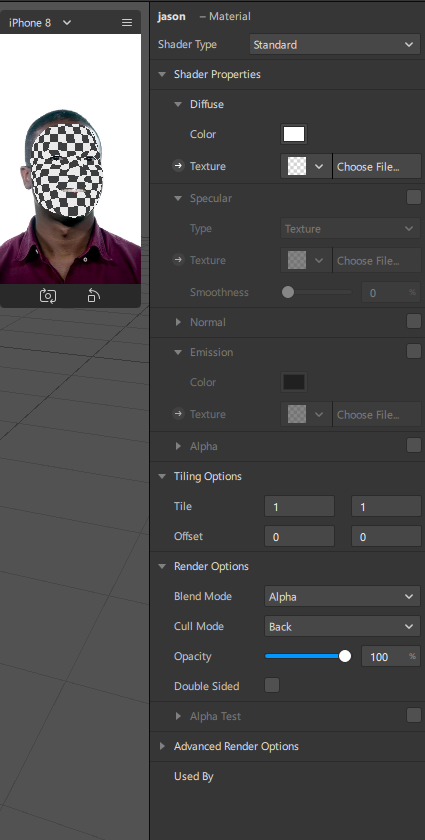 iPhone 8
jason – Material
Shader Type Standard
Shader Properties
Diffuse
Color
Texture Choose File...
Specular
Type Texture
Texture Choose File...
Smoothness 0 %
Normal
Emission
Color
Texture Choose File...
Alpha
Tiling Options
Tile 1 1
Offset 0 0
Render Options
Blend Mode Alpha
Cull Mode Back
Opacity 100 %
Double Sided
Alpha Test
Advanced Render Options
Used By